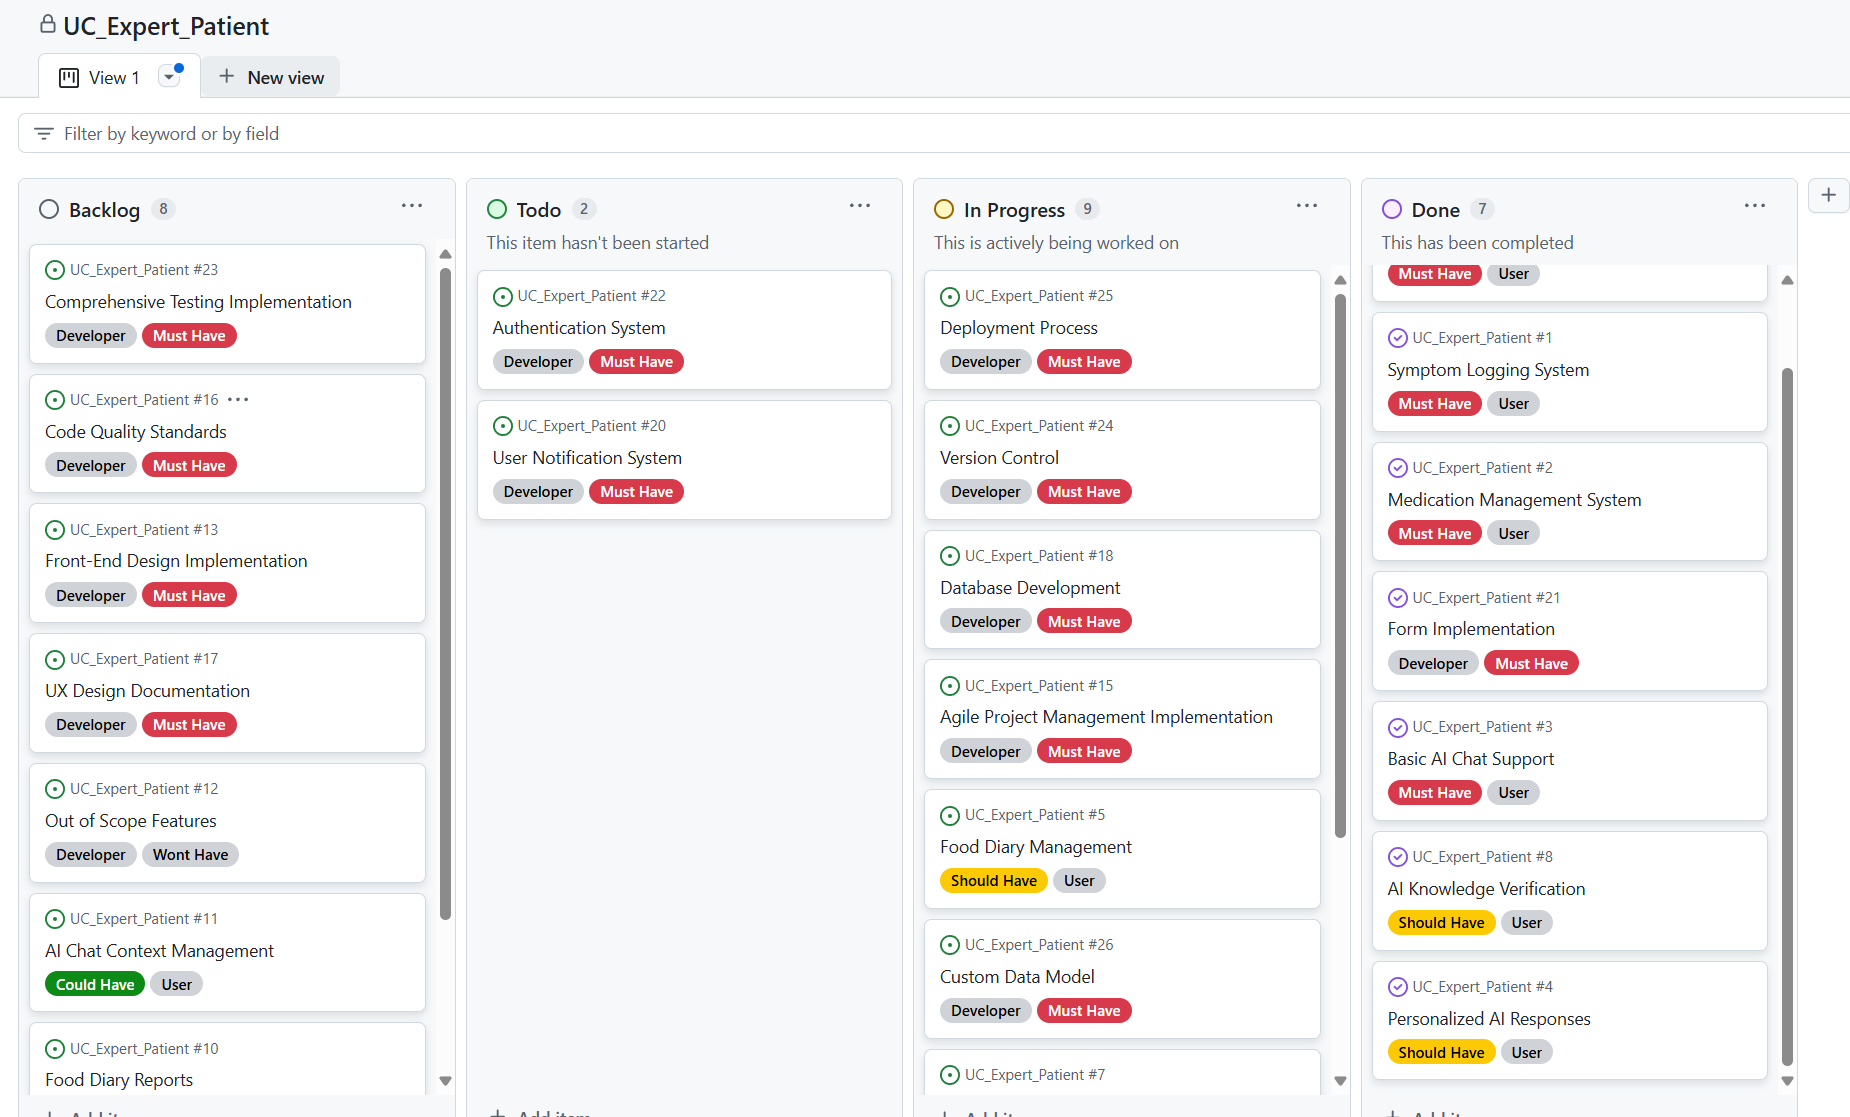 UC_Expert_Patient
View 1
New view
Filter by keyword or by field
Backlog 8
UC_Expert_Patient #23
Comprehensive Testing Implementation
Developer Must Have
UC_Expert_Patient #16
Code Quality Standards
Developer Must Have
UC_Expert_Patient #13
Front-End Design Implementation
Developer Must Have
UC_Expert_Patient #17
UX Design Documentation
Developer Must Have
UC_Expert_Patient #12
Out of Scope Features
Developer Wont Have
UC_Expert_Patient #11
AI Chat Context Management
Could Have User
UC_Expert_Patient #10
Food Diary Reports
Todo 2
This item hasn't been started
UC_Expert_Patient #22
Authentication System
Developer Must Have
UC_Expert_Patient #20
User Notification System
Developer Must Have
Add item
In Progress 9
This is actively being worked on
UC_Expert_Patient #25
Deployment Process
Developer Must Have
UC_Expert_Patient #24
Version Control
Developer Must Have
UC_Expert_Patient #18
Database Development
Developer Must Have
UC_Expert_Patient #15
Agile Project Management Implementation
Developer Must Have
UC_Expert_Patient #5
Food Diary Management
Should Have User
UC_Expert_Patient #26
Custom Data Model
Developer Must Have
UC_Expert_Patient #7
Done 7
This has been completed
Must Have User
UC_Expert_Patient #1
Symptom Logging System
Must Have User
UC_Expert_Patient #2
Medication Management System
Must Have User
UC_Expert_Patient #21
Form Implementation
Developer Must Have
UC_Expert_Patient #3
Basic AI Chat Support
Must Have User
UC_Expert_Patient #8
AI Knowledge Verification
Should Have User
UC_Expert_Patient #4
Personalized AI Responses
Should Have User